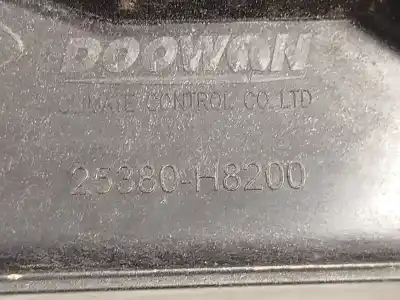 DOOWON
CLIMATE CONTROL CO.,LTD
25380-H8200